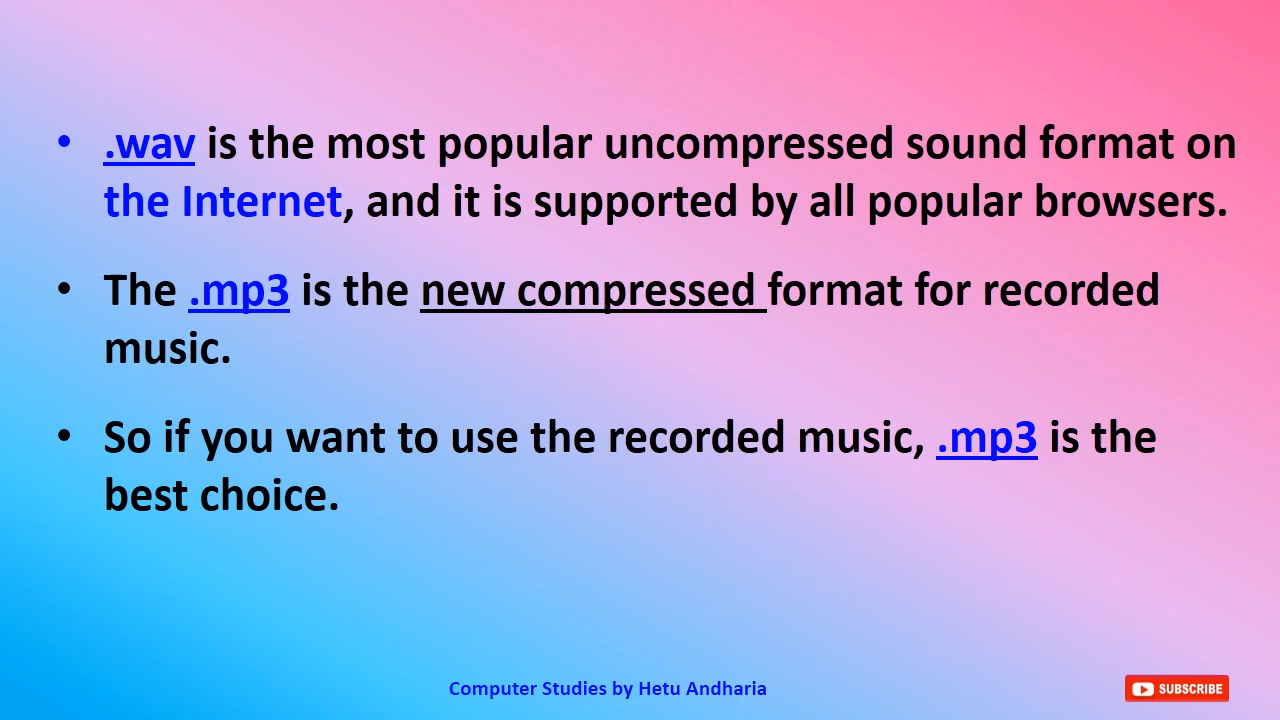 • .wav is the most popular uncompressed sound format on
the Internet, and it is supported by all popular browsers.
• The .mp3 is the new compressed format for recorded
music.
• So if you want to use the recorded music, .mp3 is the
best choice.
Computer Studies by Hetu Andharia
SUBSCRIBE